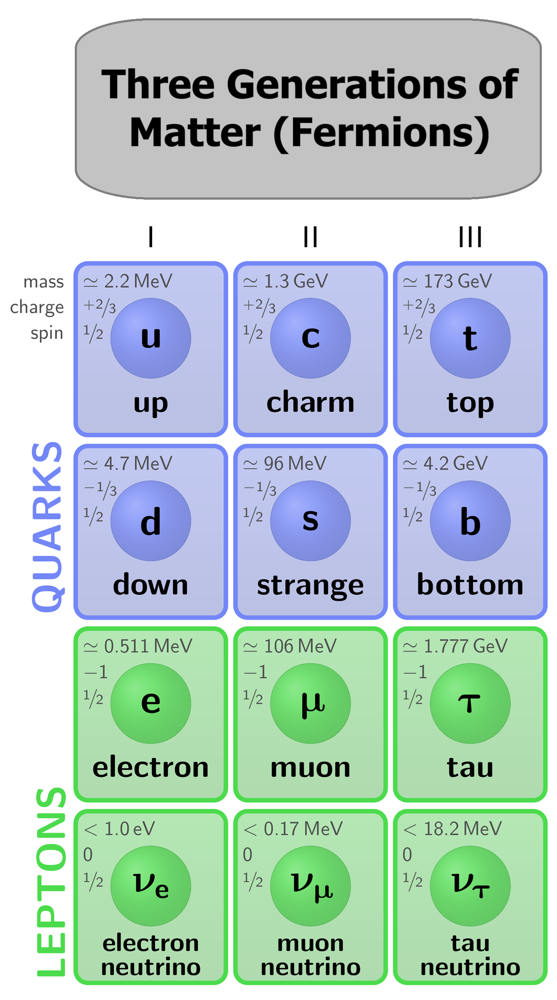 Three Generations of
Matter (Fermions)
I II III
mass ≃ 2.2 MeV ≃ 1.3 GeV ≃ 173 GeV
charge +2/3 +2/3 +2/3
spin 1/2 1/2 1/2
u c t
up charm top
QUARKS
≃ 4.7 MeV ≃ 96 MeV ≃ 4.2 GeV
−1/3 −1/3 −1/3
1/2 1/2 1/2
d s b
down strange bottom
≃ 0.511 MeV ≃ 106 MeV ≃ 1.777 GeV
−1 −1 −1
1/2 1/2 1/2
e μ τ
electron muon tau
LEPTONS
< 1.0 eV < 0.17 MeV < 18.2 MeV
0 0 0
1/2 1/2 1/2
νe νμ ντ
electron muon tau
neutrino neutrino neutrino